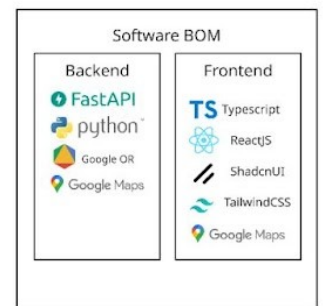 Software BOM
Backend
FastAPI
python
Google OR
Google Maps
Frontend
TS Typescript
ReactJS
ShadcnUI
TailwindCSS
Google Maps